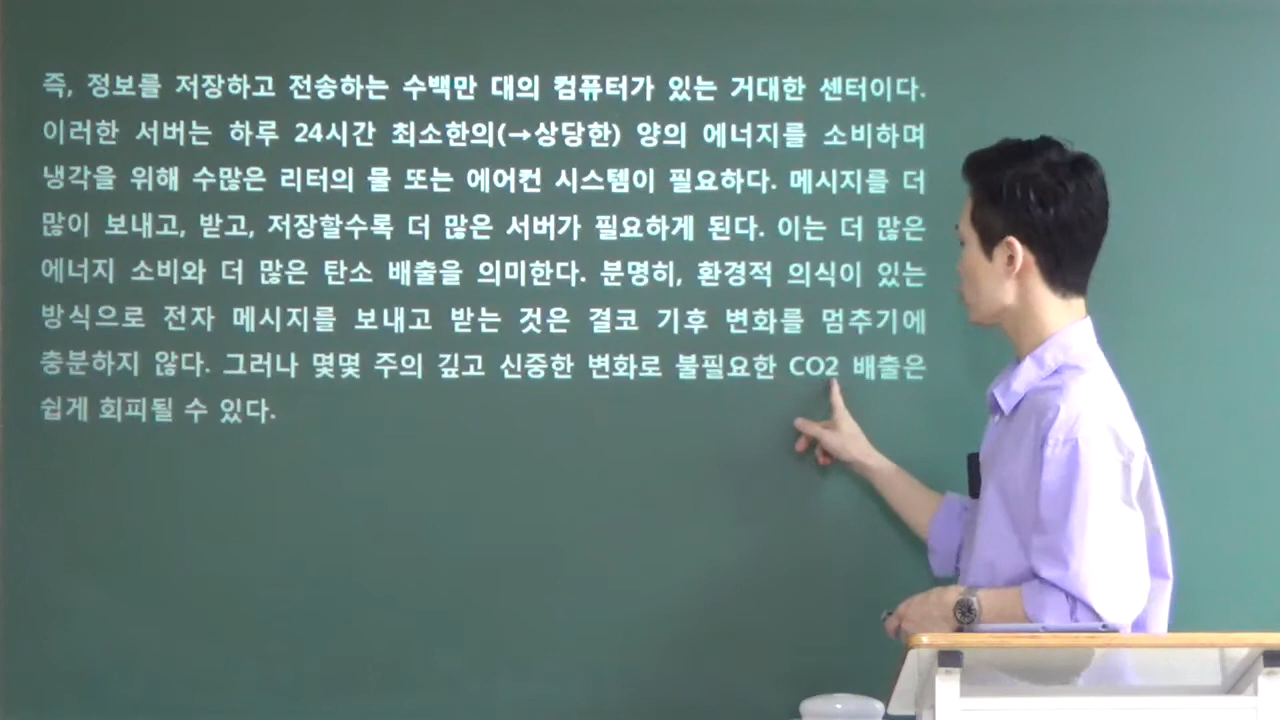 즉, 정보를 저장하고 전송하는 수백만 대의 컴퓨터가 있는 거대한 센터이다.
이러한 서버는 하루 24시간 최소한의(→상당한) 양의 에너지를 소비하며
냉각을 위해 수많은 리터의 물 또는 에어컨 시스템이 필요하다. 메시지를 더
많이 보내고, 받고, 저장할수록 더 많은 서버가 필요하게 된다. 이는 더 많은
에너지 소비와 더 많은 탄소 배출을 의미한다. 분명히, 환경적 의식이 있는
방식으로 전자 메시지를 보내고 받는 것은 결코 기후 변화를 멈추기에
충분하지 않다. 그러나 몇몇 주의 깊고 신중한 변화로 불필요한 CO2 배출은
쉽게 회피될 수 있다.